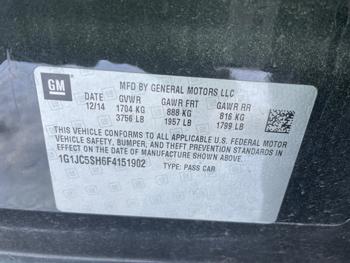 GM
MFD BY GENERAL MOTORS LLC
DATE GVWR GAWR FRT GAWR RR
12/14 1704 KG 888 KG 816 KG
3756 LB 1957 LB 1799 LB
THIS VEHICLE CONFORMS TO ALL APPLICABLE U.S. FEDERAL MOTOR
VEHICLE SAFETY, BUMPER, AND THEFT PREVENTION STANDARDS
IN EFFECT ON THE DATE OF MANUFACTURE SHOWN ABOVE.
1G1JC5SH6F4151902 TYPE: PASS CAR